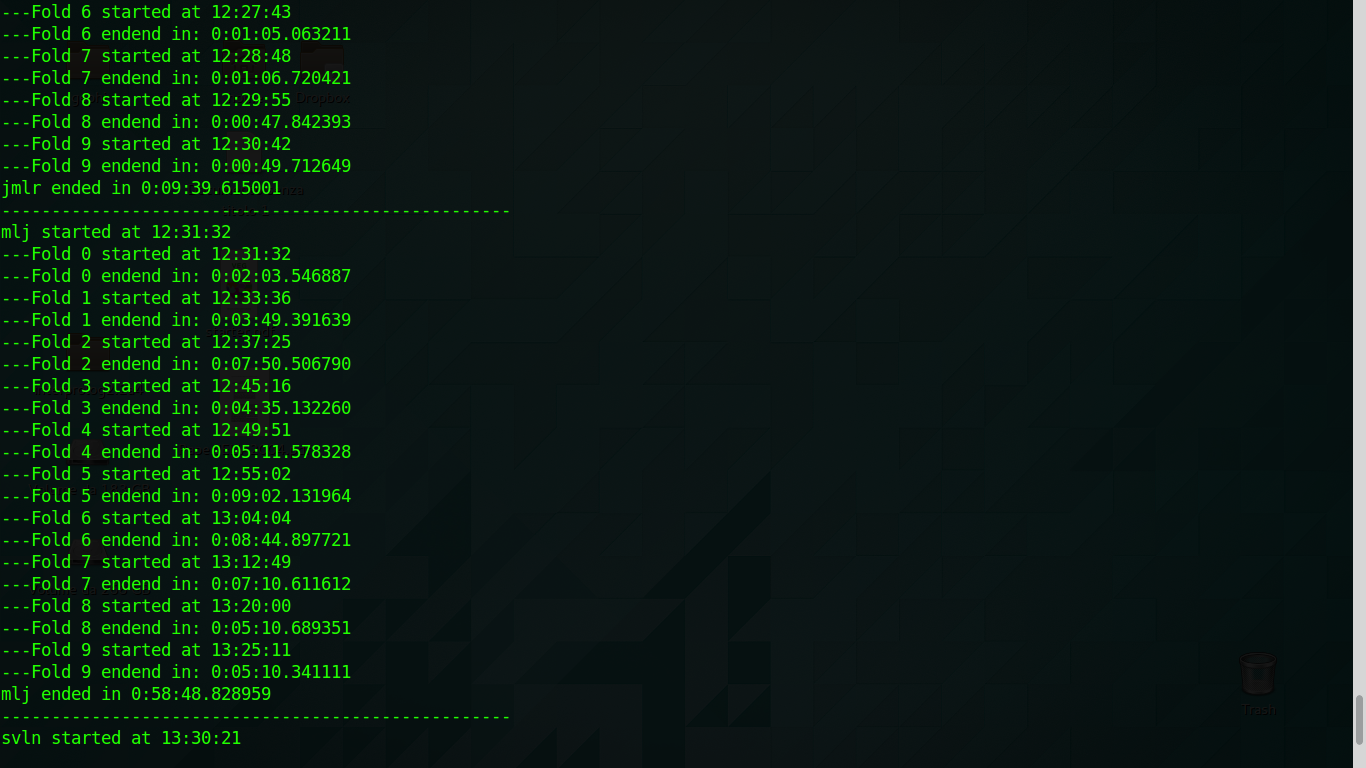 ---Fold 6 started at 12:27:43
---Fold 6 endend in: 0:01:05.063211
---Fold 7 started at 12:28:48
---Fold 7 endend in: 0:01:06.720421
---Fold 8 started at 12:29:55
Dropbox
---Fold 8 endend in: 0:00:47.842393
---Fold 9 started at 12:30:42
---Fold 9 endend in: 0:00:49.712649
jmlr ended in 0:09:39.615001
---------------------------------------------------
mlj started at 12:31:32
---Fold 0 started at 12:31:32
---Fold 0 endend in: 0:02:03.546887
---Fold 1 started at 12:33:36
---Fold 1 endend in: 0:03:49.391639
---Fold 2 started at 12:37:25
---Fold 2 endend in: 0:07:50.506790
---Fold 3 started at 12:45:16
---Fold 3 endend in: 0:04:35.132260
---Fold 4 started at 12:49:51
---Fold 4 endend in: 0:05:11.578328
---Fold 5 started at 12:55:02
---Fold 5 endend in: 0:09:02.131964
---Fold 6 started at 13:04:04
---Fold 6 endend in: 0:08:44.897721
---Fold 7 started at 13:12:49
---Fold 7 endend in: 0:07:10.611612
---Fold 8 started at 13:20:00
---Fold 8 endend in: 0:05:10.689351
---Fold 9 started at 13:25:11
---Fold 9 endend in: 0:05:10.341111
mlj ended in 0:58:48.828959
Trash
---------------------------------------------------
svln started at 13:30:21